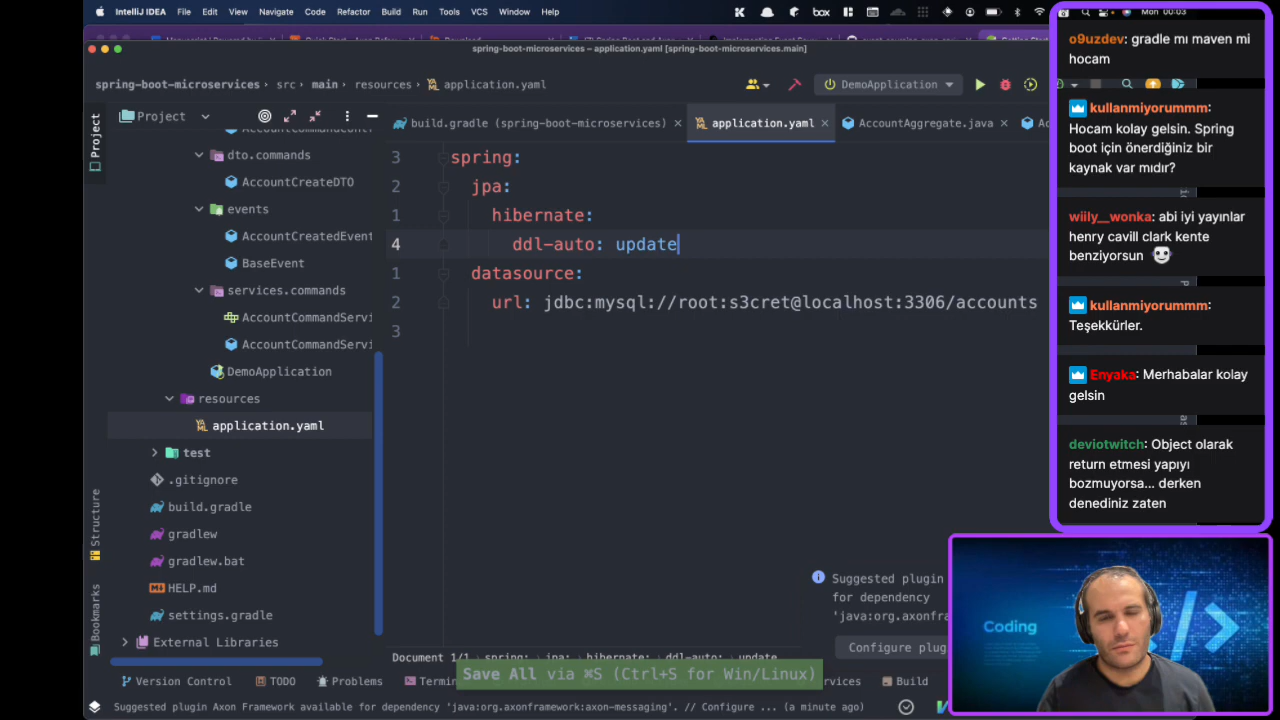 IntelliJ IDEA File Edit View Navigate Code Refactor Build Run Tools VCS Window Help
box
Mon 00:03
spring-boot-microservices – application.yaml [spring-boot-microservices.main]
spring-boot-microservices src main resources application.yaml
DemoApplication
Project
Project
build.gradle (spring-boot-microservices)
application.yaml
AccountAggregate.java
dto.commands
AccountCreateDTO
events
AccountCreatedEvent
BaseEvent
services.commands
AccountCommandServi
AccountCommandServi
DemoApplication
resources
application.yaml
test
.gitignore
build.gradle
gradlew
gradlew.bat
HELP.md
settings.gradle
External Libraries
Structure
Bookmarks
3 spring:
2 jpa:
1 hibernate:
4 ddl-auto: update
1 datasource:
2 url: jdbc:mysql://root:s3cret@localhost:3306/accounts
3
Suggested plugin
for dependency
'java:org.axonfr
Configure plug
Document 1/1 spring: jpa: hibernate: ddl-auto: update
Save All via ⌘S (Ctrl+S for Win/Linux)
Version Control TODO Problems Termi
rvices Build
Suggested plugin Axon Framework available for dependency 'java:org.axonframework:axon-messaging'. // Configure ... (a minute ago)
o9uzdev: gradle mı maven mi
hocam
kullanmiyorummm:
Hocam kolay gelsin. Spring
boot için önerdiğiniz bir
kaynak var mıdır?
wiily__wonka: abi iyi yayınlar
henry cavill clark kente
benziyorsun
kullanmiyorummm:
Teşekkürler.
Enyaka: Merhabalar kolay
gelsin
deviotwitch: Object olarak
return etmesi yapıyı
bozmuyorsa... derken
denediniz zaten
Coding